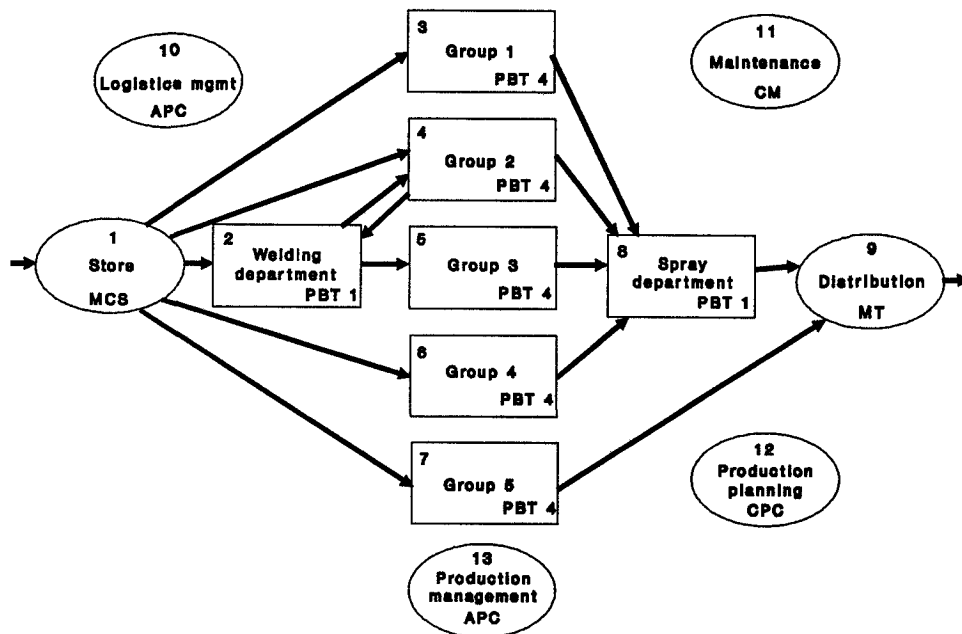 10
Logistics mgmt
APC
3
Group 1
PBT 4
11
Maintenance
CM
4
Group 2
PBT 4
1
Store
MCS
2
Welding
department
PBT 1
5
Group 3
PBT 4
8
Spray
department
PBT 1
9
Distribution
MT
6
Group 4
PBT 4
7
Group 5
PBT 4
12
Production
planning
CPC
13
Production
management
APC